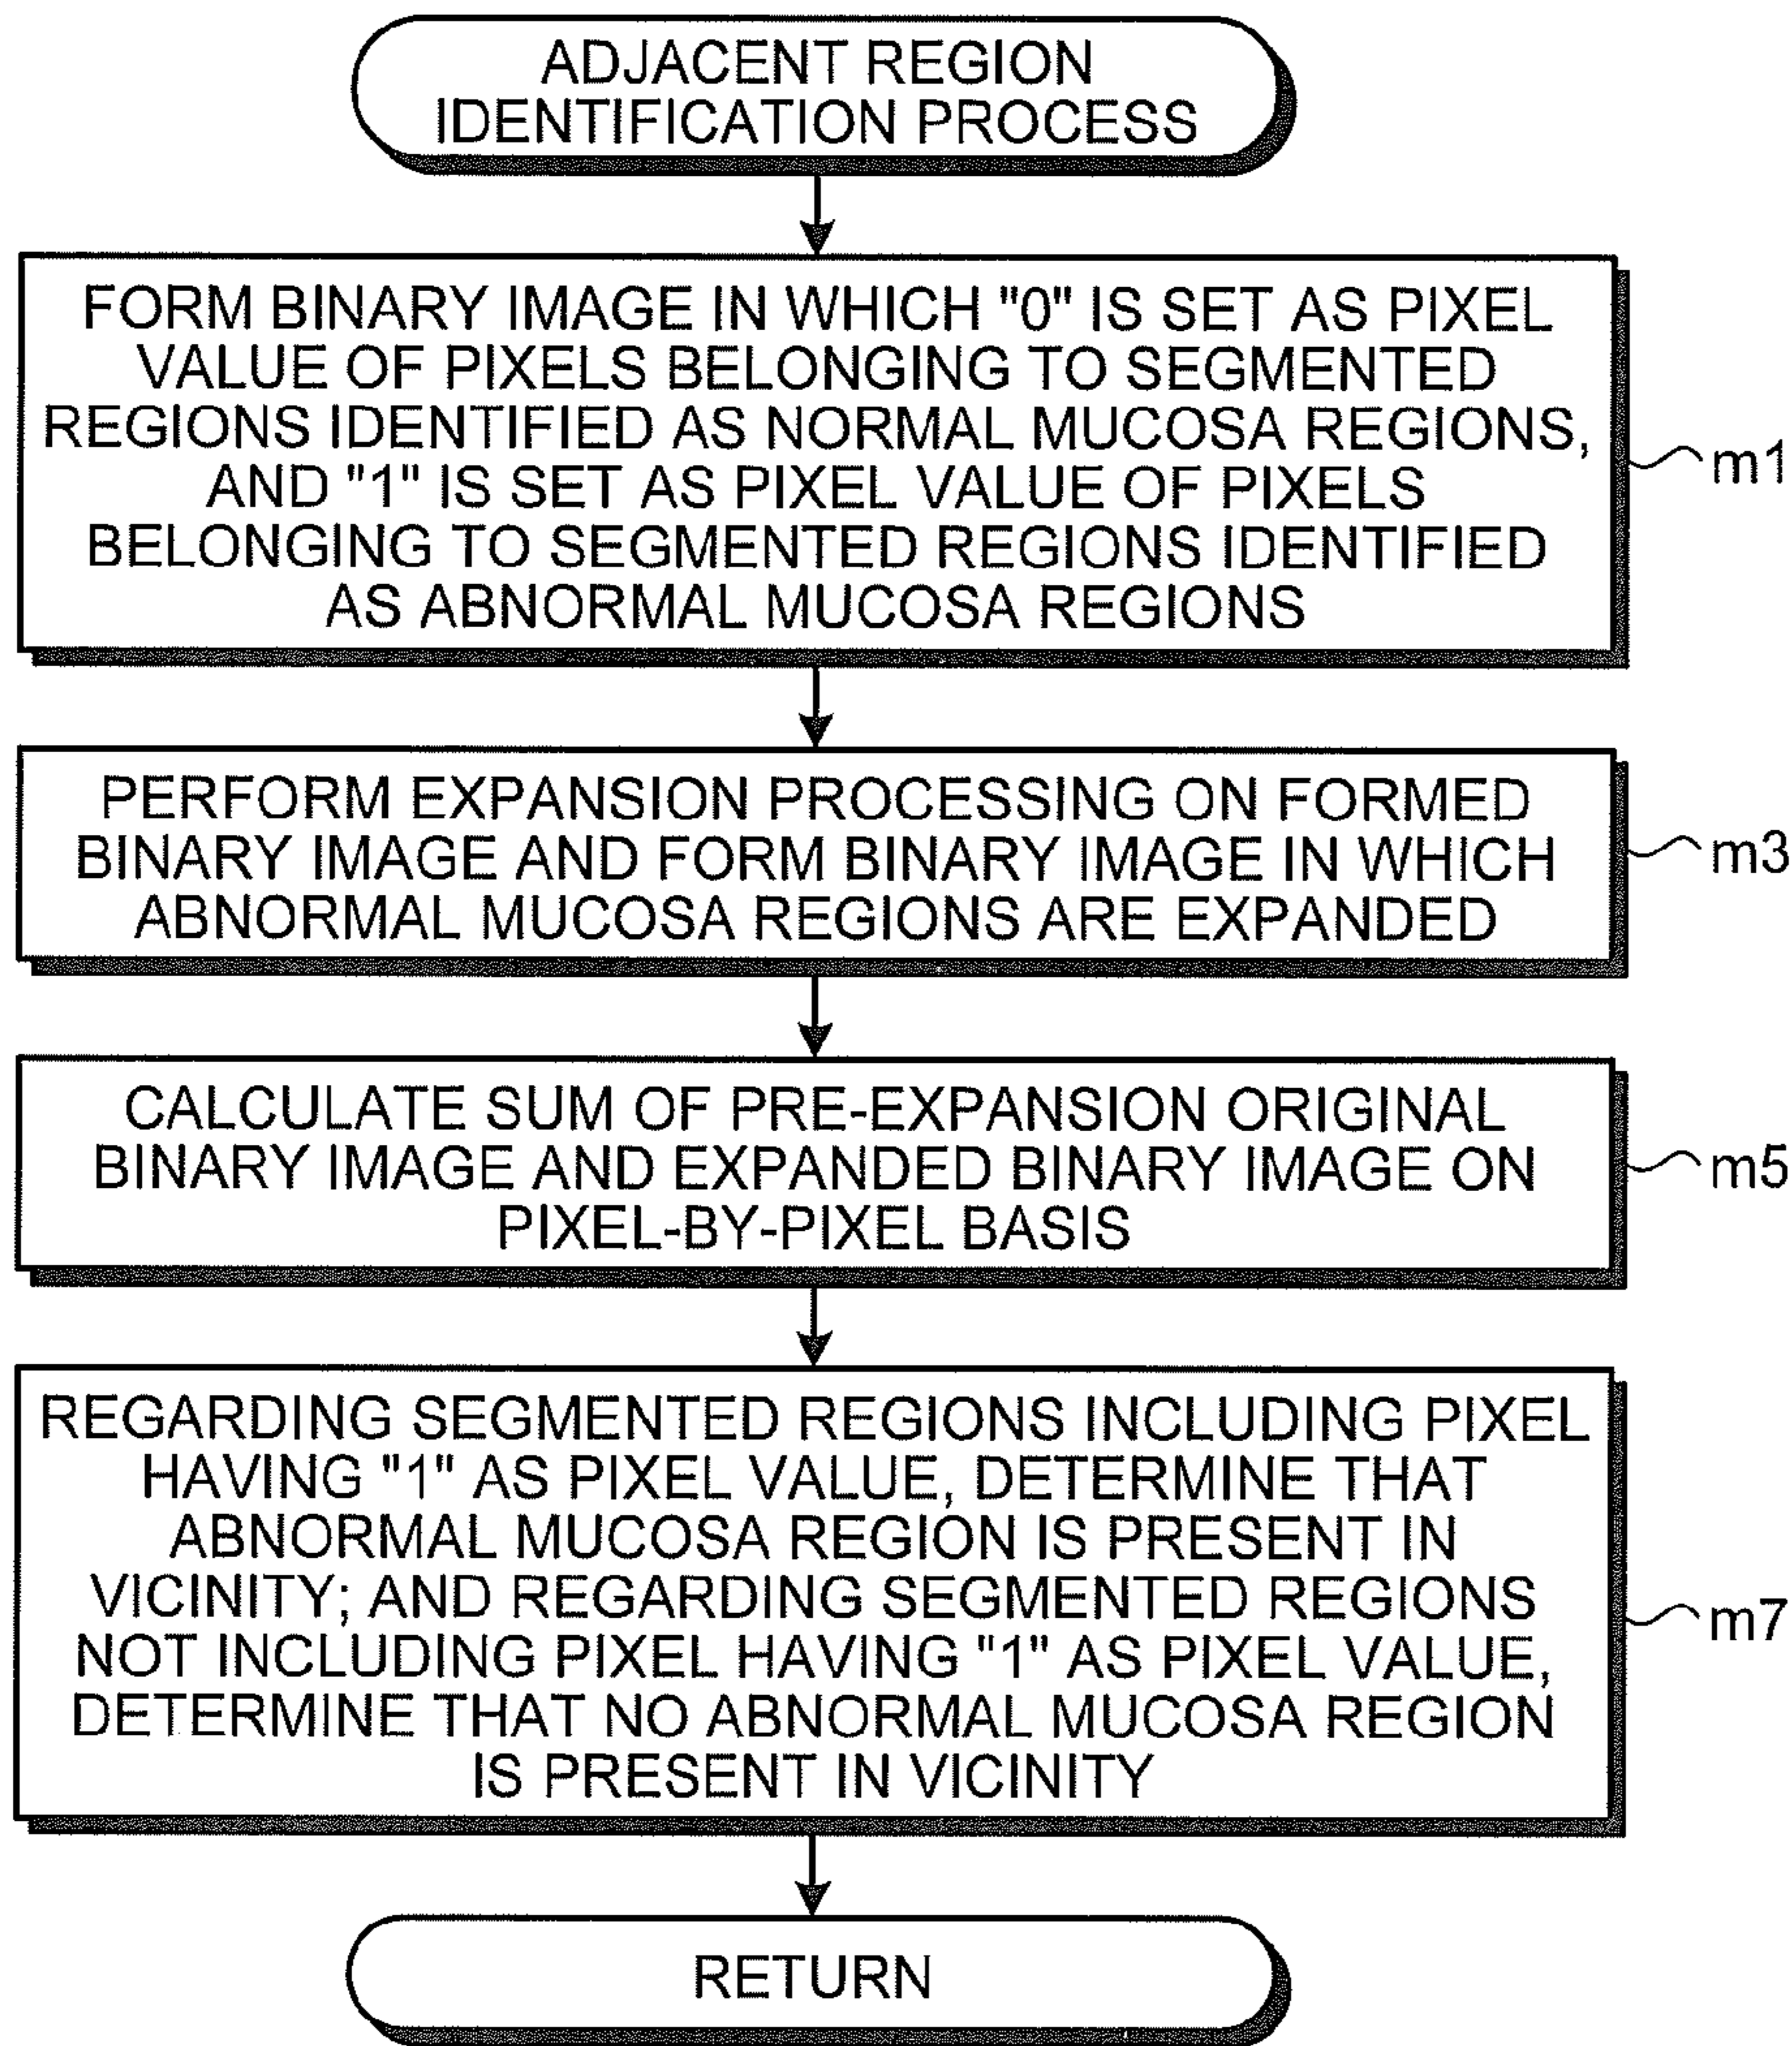 ADJACENT REGION
IDENTIFICATION PROCESS
FORM BINARY IMAGE IN WHICH "0" IS SET AS PIXEL
VALUE OF PIXELS BELONGING TO SEGMENTED
REGIONS IDENTIFIED AS NORMAL MUCOSA REGIONS,
AND "1" IS SET AS PIXEL VALUE OF PIXELS
BELONGING TO SEGMENTED REGIONS IDENTIFIED
AS ABNORMAL MUCOSA REGIONS
m1
PERFORM EXPANSION PROCESSING ON FORMED
BINARY IMAGE AND FORM BINARY IMAGE IN WHICH
ABNORMAL MUCOSA REGIONS ARE EXPANDED
m3
CALCULATE SUM OF PRE-EXPANSION ORIGINAL
BINARY IMAGE AND EXPANDED BINARY IMAGE ON
PIXEL-BY-PIXEL BASIS
m5
REGARDING SEGMENTED REGIONS INCLUDING PIXEL
HAVING "1" AS PIXEL VALUE, DETERMINE THAT
ABNORMAL MUCOSA REGION IS PRESENT IN
VICINITY; AND REGARDING SEGMENTED REGIONS
NOT INCLUDING PIXEL HAVING "1" AS PIXEL VALUE,
DETERMINE THAT NO ABNORMAL MUCOSA REGION
IS PRESENT IN VICINITY
m7
RETURN